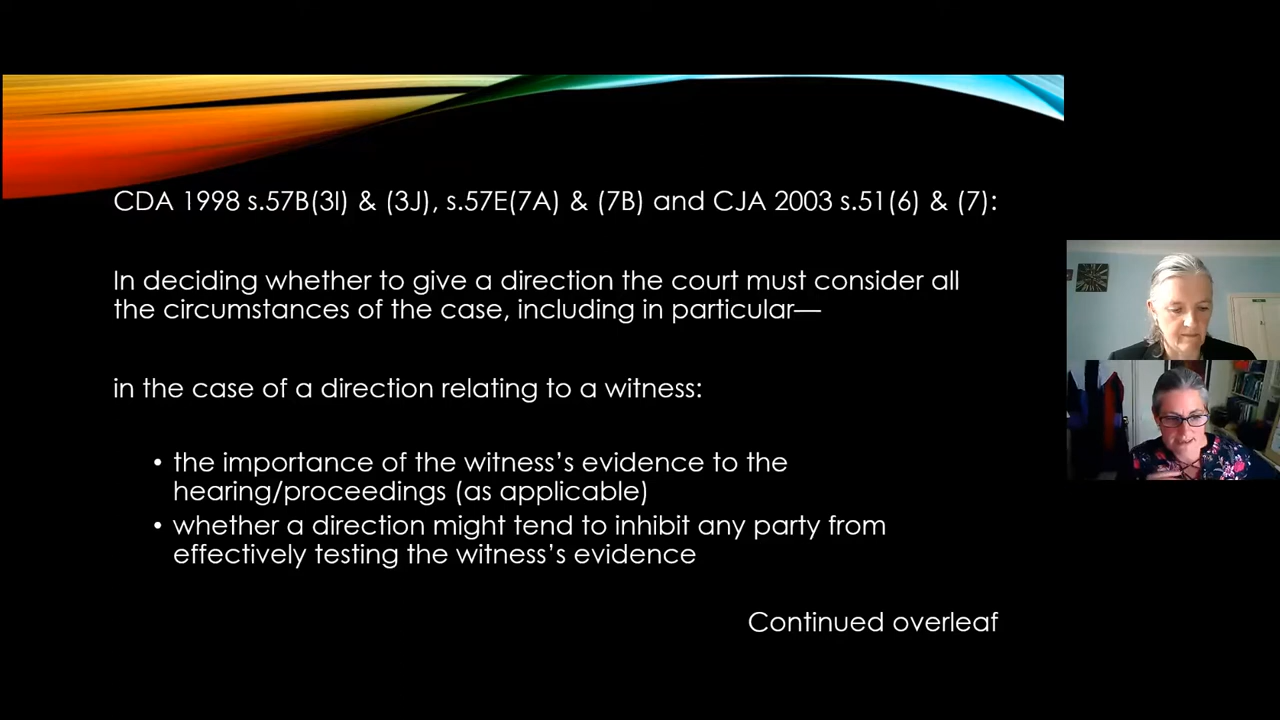 CDA 1998 s.57B(3I) & (3J), s.57E(7A) & (7B) and CJA 2003 s.51(6) & (7):
In deciding whether to give a direction the court must consider all
the circumstances of the case, including in particular—
in the case of a direction relating to a witness:
• the importance of the witness’s evidence to the
hearing/proceedings (as applicable)
• whether a direction might tend to inhibit any party from
effectively testing the witness’s evidence
Continued overleaf